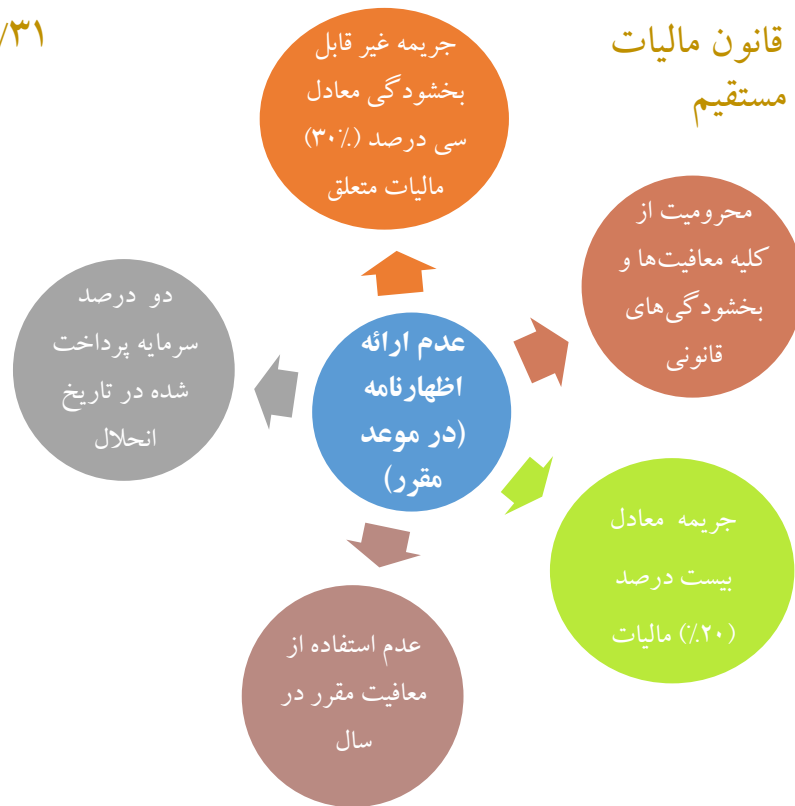 قانون مالیات
مستقیم
/۳۱
جریمه غیر قابل
بخشودگی معادل
سی درصد (۳۰٪)
مالیات متعلق
محرومیت از
کلیه معافیت‌ها و
بخشودگی‌های
قانونی
دو درصد
سرمایه پرداخت
شده در تاریخ
انحلال
عدم ارائه
اظهارنامه
(در موعد
مقرر)
جریمه معادل
بیست درصد
(۲۰٪) مالیات
عدم استفاده از
معافیت مقرر در
سال